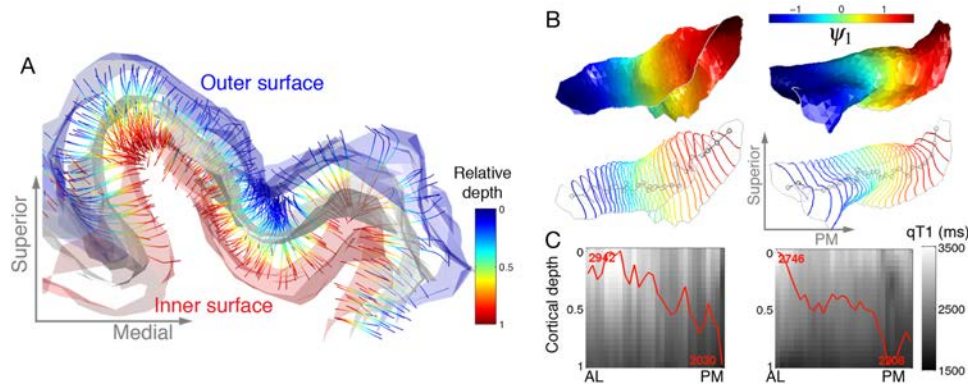 A
Outer surface
Inner surface
Superior
Medial
Relative
depth
0
0.5
1
B
-1 0 1
ψ1
Superior
PM
C
Cortical depth
0
0.5
1
2942
2030
AL PM
0
0.5
1
2746
AL PM
qT1 (ms)
3500
2500
1500